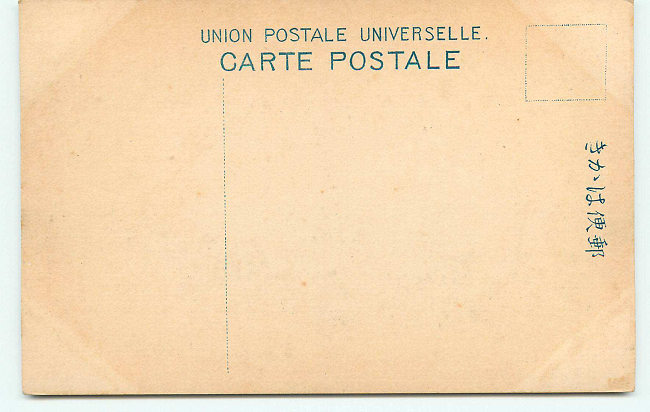 UNION POSTALE UNIVERSELLE.
CARTE POSTALE
きかは便郵